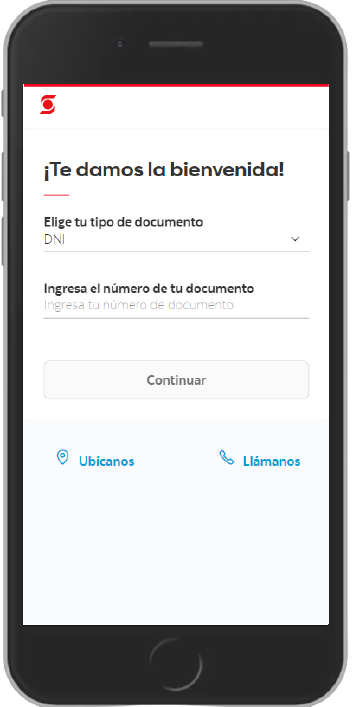 ¡Te damos la bienvenida!
Elige tu tipo de documento
DNI
Ingresa el número de tu documento
Ingresa tu número de documento
Continuar
Ubícanos
Llámanos